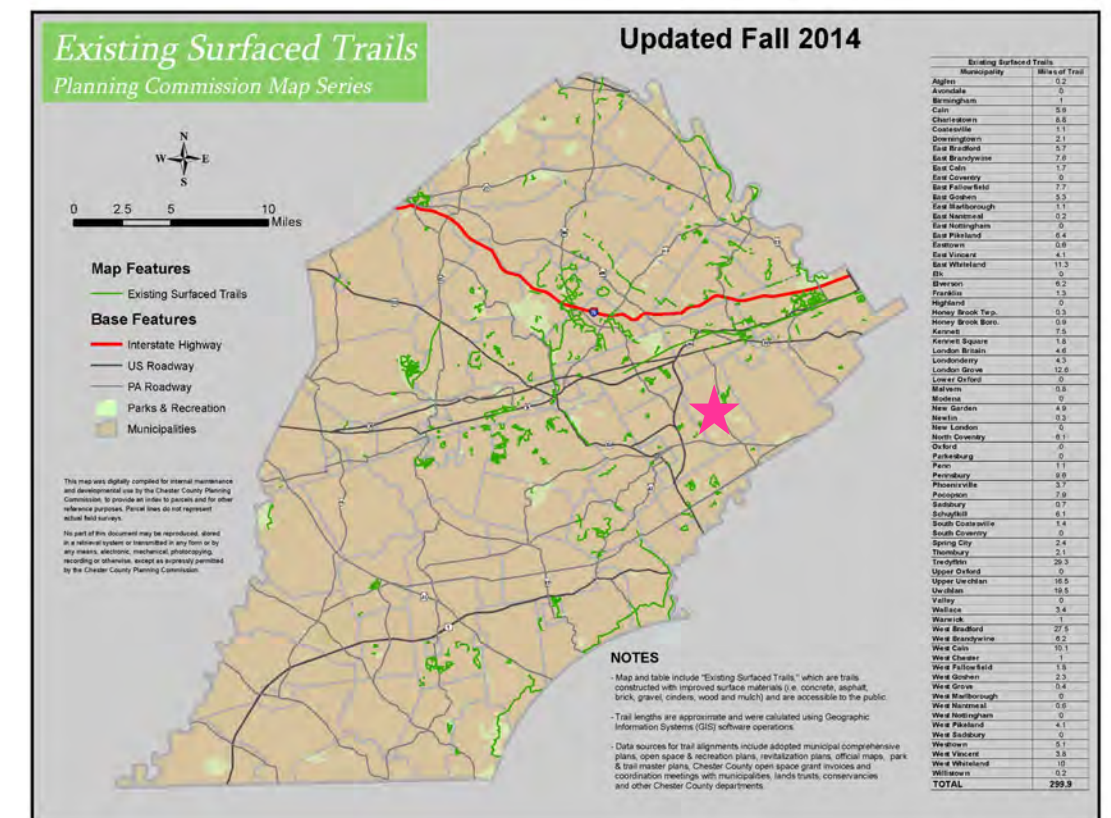 Existing Surfaced Trails
Planning Commission Map Series
Updated Fall 2014
N
W E
S
0 2.5 5 10
Miles
Map Features
Existing Surfaced Trails
Base Features
Interstate Highway
US Roadway
PA Roadway
Parks & Recreation
Municipalities
This map was digitally compiled for internal maintenance
and developmental use by the Chester County Planning
Commission, to provide an index to parcels and for other
reference purposes. Parcel lines do not represent
actual field surveys.
No part of this document may be reproduced, stored
in a retrieval system or transmitted in any form or by
any means, electronic, mechanical, photocopying,
recording or otherwise, except as expressly permitted
by the Chester County Planning Commission.
NOTES
- Map and table include "Existing Surfaced Trails," which are trails
constructed with improved surface materials (i.e. concrete, asphalt,
brick, gravel, cinders, wood and mulch) and are accessible to the public.
- Trail lengths are approximate and were calulated using Geographic
Information Systems (GIS) software operations.
- Data sources for trail alignments include adopted municipal comprehensive
plans, open space & recreation plans, revitalization plans, official maps, park
& trail master plans, Chester County open space grant invoices and
coordination meetings with municipalities, lands trusts, conservancies
and other Chester County departments.
Existing Surfaced Trails
Municipality Miles of Trail
Atglen 0.2
Avondale 0
Birmingham 1
Caln
Charlestown
Coatesville 1.1
Downingtown 2.1
East Bradford 5.7
East Brandywine
East Caln 1.7
East Coventry 0
East Fallowfield 7.7
East Goshen 5.3
East Marlborough 1.1
East Nantmeal 0.2
East Nottingham 0
East Pikeland 6.4
Easttown
East Vincent 4.1
East Whiteland 11.3
Elk 0
Elverson 6.2
Franklin 1.3
Highland 0
Honey Brook Twp. 0.3
Honey Brook Boro. 0.9
Kennett 7.5
Kennett Square
London Britain 4.6
Londonderry 4.3
London Grove 12.6
Lower Oxford 0
Malvern
Modena 0
New Garden 4.9
Newlin 0.3
New London 0
North Coventry 6.1
Oxford 0
Parkesburg 0
Penn 1.1
Pennsbury
Phoenixville 3.7
Pocopson 7.9
Sadsbury 0.7
Schuylkill 6.1
South Coatesville 1.4
South Coventry 0
Spring City 2.4
Thornbury 2.1
Tredyffrin 29.3
Upper Oxford 0
Upper Uwchlan 16.5
Uwchlan 19.5
Valley 0
Wallace 3.4
Warwick 1
West Bradford 27.5
West Brandywine 6.2
West Caln 10.1
West Chester 1
West Fallowfield
West Goshen 2.3
West Grove 0.4
West Marlborough 0
West Nantmeal
West Nottingham 0
West Pikeland 4.1
West Sadsbury 0
Westtown 5.1
West Vincent
West Whiteland 10
Willistown 0.2
TOTAL 299.9